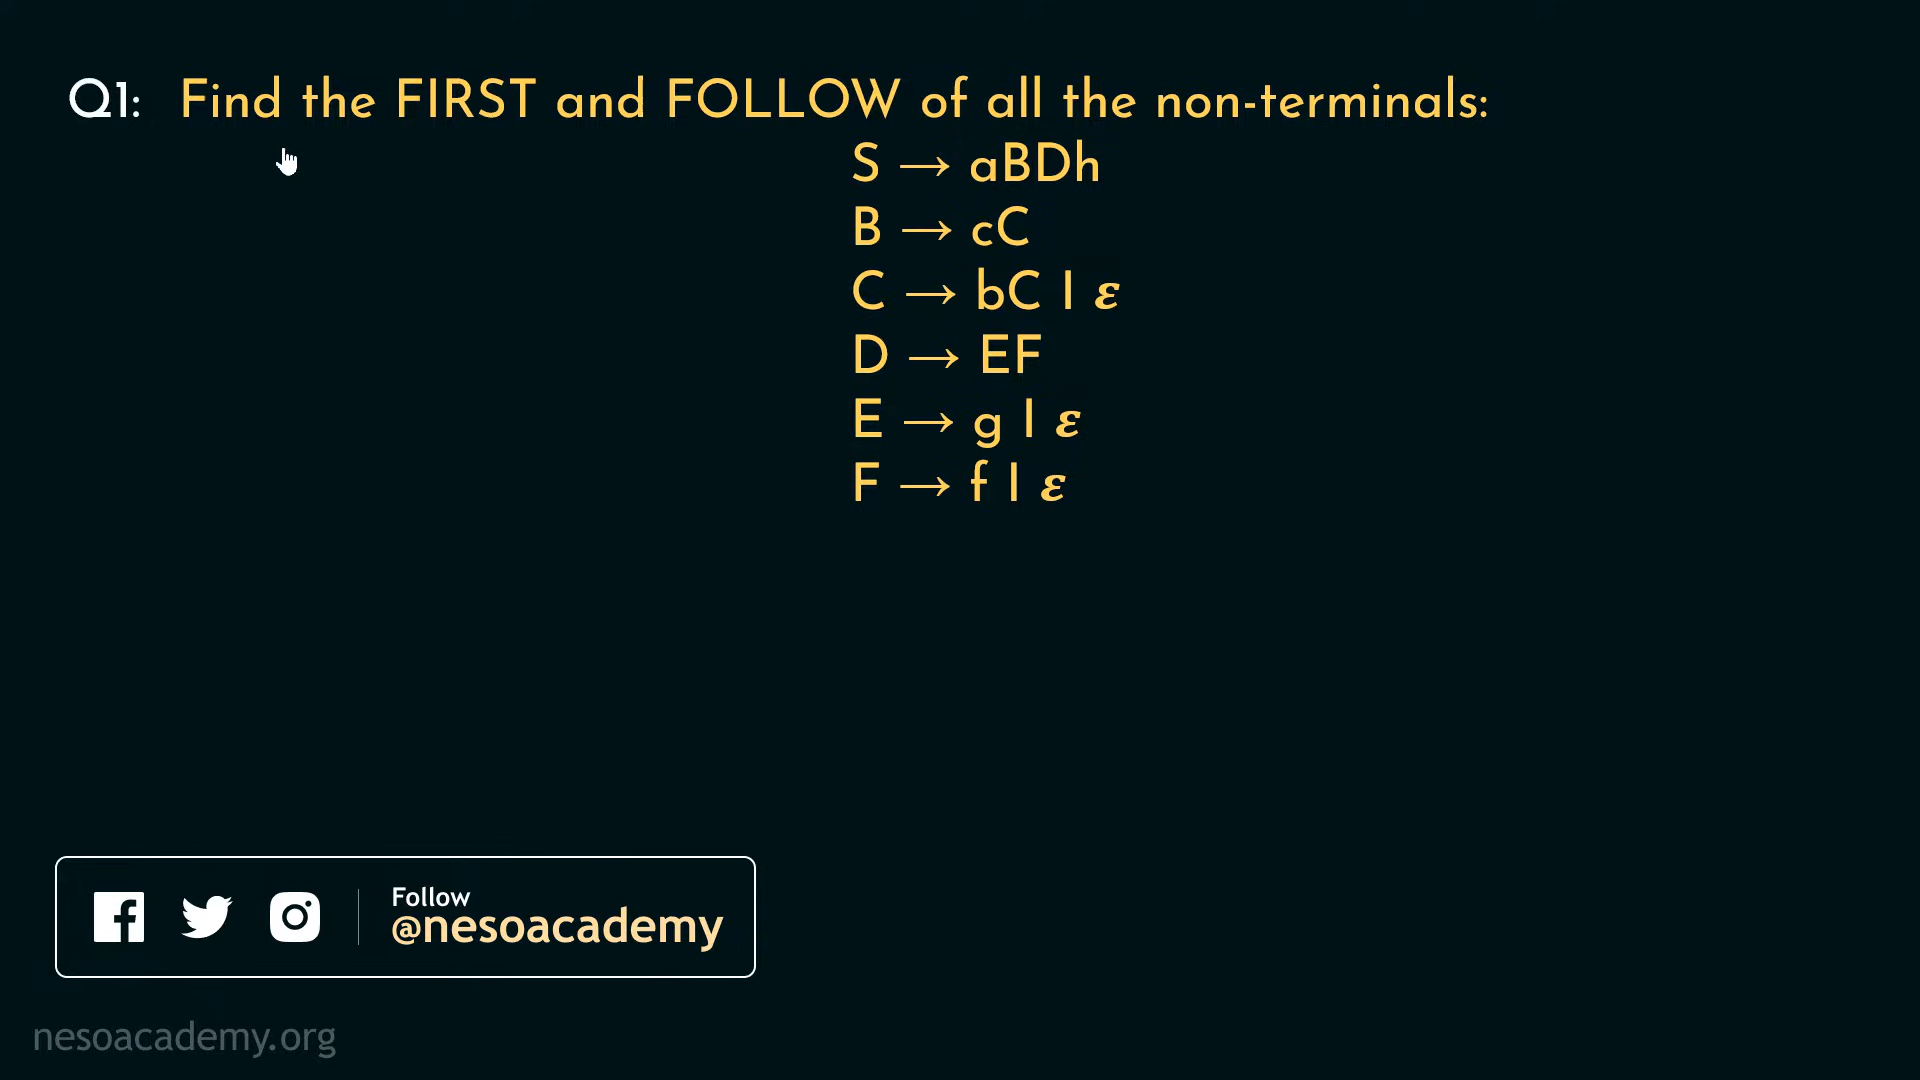 Q1: Find the FIRST and FOLLOW of all the non-terminals:
S → aBDh
B → cC
C → bC | ε
D → EF
E → g | ε
F → f | ε
Follow
@nesoacademy
nesoacademy.org